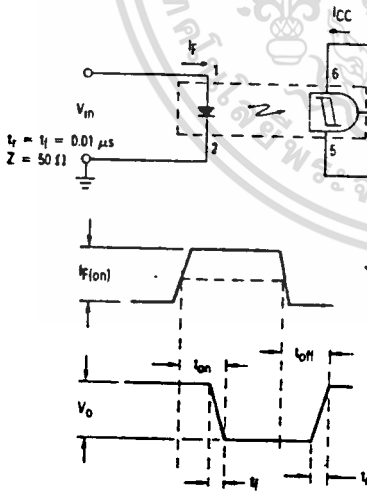 ICC
IF
1
6
Vin
tr = tf = 0.01 µs
Z = 50 Ω
2
5
IF(on)
ton
toff
Vo
tf